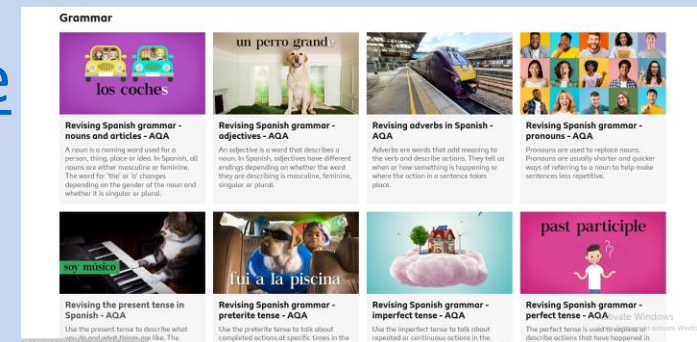 e
Grammar
los coches
un perro grande
Revising Spanish grammar -
nouns and articles - AQA
A noun is a naming word used for a
person, thing, place or idea. In Spanish, all
nouns are either masculine or feminine.
The word for 'the' or 'a' changes
depending on the gender of the noun and
whether it is singular or plural.
Revising Spanish grammar -
adjectives - AQA
An adjective is a word that describes a
noun. In Spanish, adjectives have different
endings depending on whether the word
they are describing is masculine, feminine,
singular or plural.
Revising adverbs in Spanish -
AQA
Adverbs are words that add meaning to
the verb and describe actions. They tell us
when or how something is happening or
where the action in a sentence takes
place.
Revising Spanish grammar -
pronouns - AQA
Pronouns are used to replace nouns.
Pronouns are usually shorter and quicker
ways of referring to a noun to help make
sentences less repetitive.
soy músico
fui a la piscina
past participle
Revising the present tense in
Spanish - AQA
Use the present tense to describe what
you do and what things are like. The
Revising Spanish grammar -
preterite tense - AQA
Use the preterite tense to talk about
completed actions at specific times in the
Revising Spanish grammar -
imperfect tense - AQA
Use the imperfect tense to talk about
repeated or continuous actions in the
Revising Spanish grammar -
perfect tense - AQA
The perfect tense is used to
describe actions that have happened in
Activate Windows